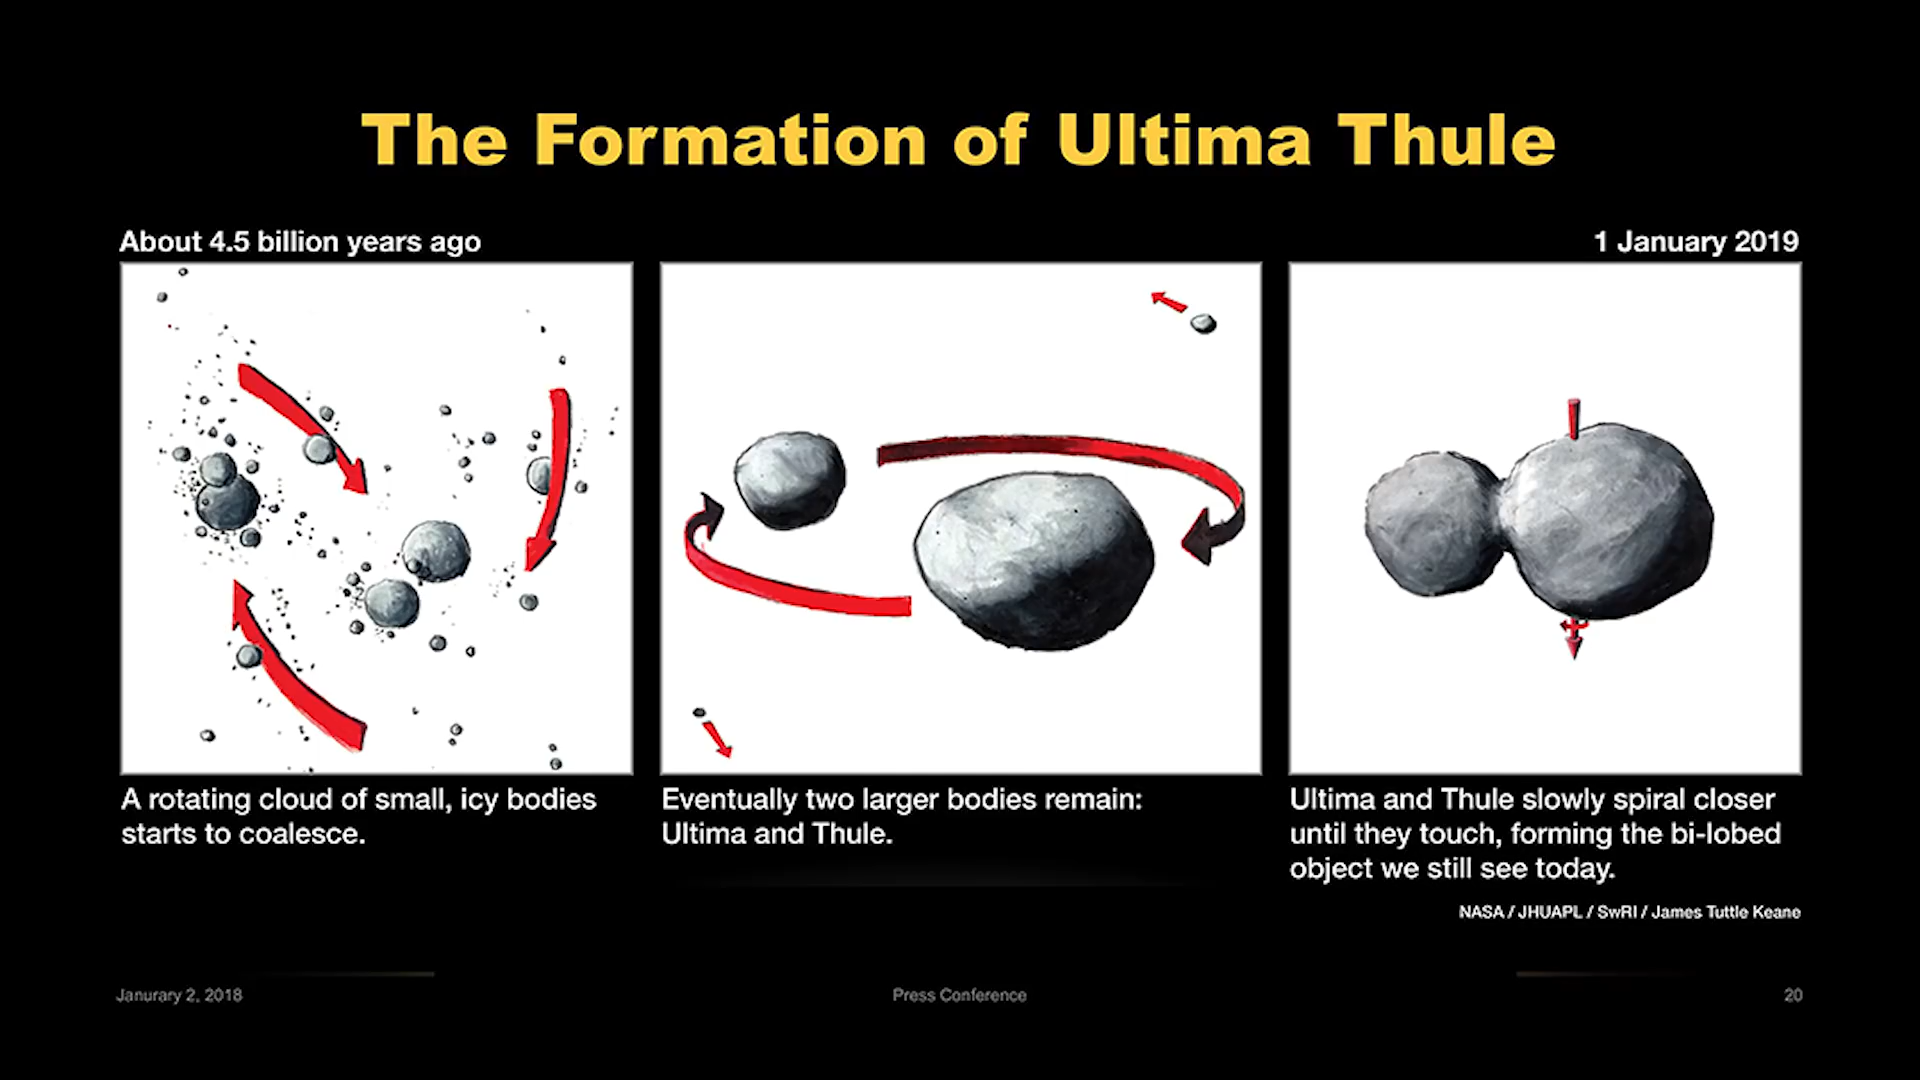 The Formation of Ultima Thule
About 4.5 billion years ago
1 January 2019
A rotating cloud of small, icy bodies
starts to coalesce.
Eventually two larger bodies remain:
Ultima and Thule.
Ultima and Thule slowly spiral closer
until they touch, forming the bi-lobed
object we still see today.
NASA / JHUAPL / SwRI / James Tuttle Keane
Janurary 2, 2018
Press Conference
20